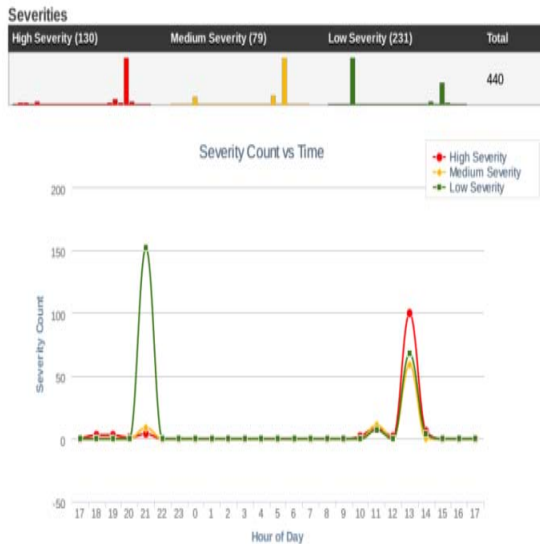 Severities
High Severity (130) Medium Severity (79) Low Severity (231) Total
440
Severity Count vs Time
High Severity
Medium Severity
Low Severity
200
150
100
50
0
-50
Severity Count
17 18 19 20 21 22 23 0 1 2 3 4 5 6 7 8 9 10 11 12 13 14 15 16 17
Hour of Day